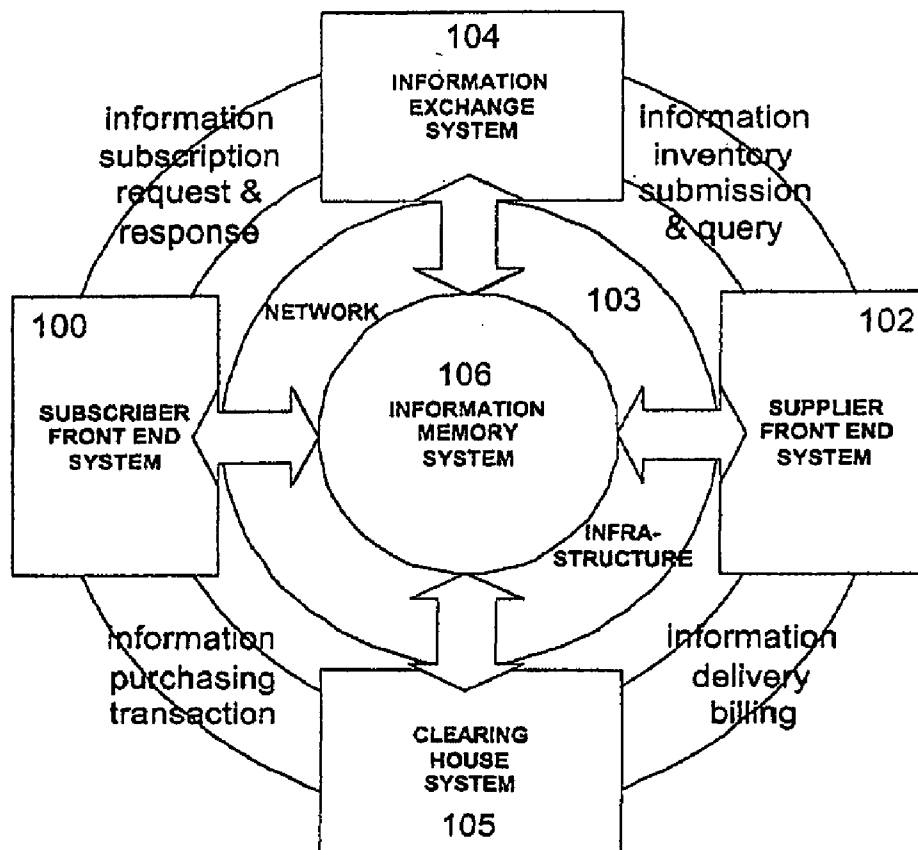 104
INFORMATION
EXCHANGE
SYSTEM
information
subscription
request &
response
information
inventory
submission
& query
NETWORK
103
100
SUBSCRIBER
FRONT END
SYSTEM
106
INFORMATION
MEMORY
SYSTEM
102
SUPPLIER
FRONT END
SYSTEM
INFRA-
STRUCTURE
information
purchasing
transaction
information
delivery
billing
CLEARING
HOUSE
SYSTEM
105